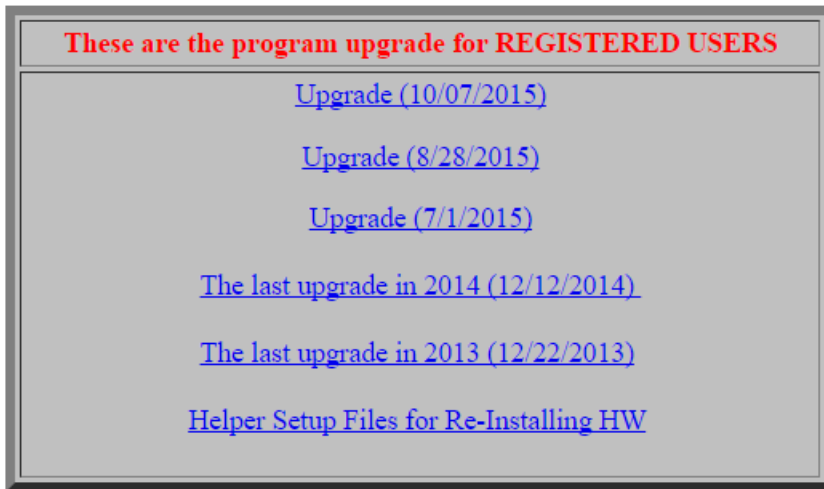 These are the program upgrade for REGISTERED USERS
Upgrade (10/07/2015)
Upgrade (8/28/2015)
Upgrade (7/1/2015)
The last upgrade in 2014 (12/12/2014)
The last upgrade in 2013 (12/22/2013)
Helper Setup Files for Re-Installing HW